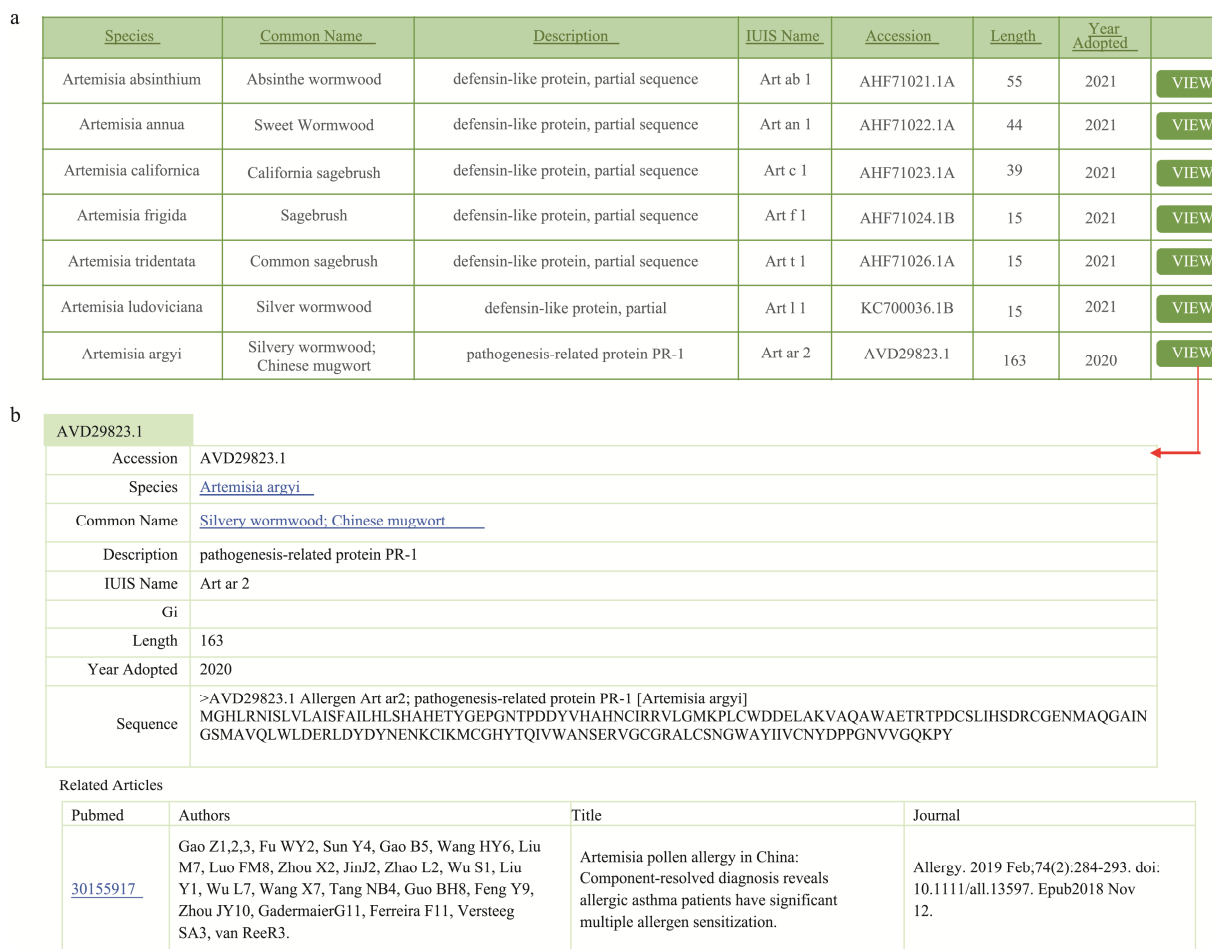 a
Species Common Name Description IUIS Name Accession Length Year Adopted
Artemisia absinthium Absinthe wormwood defensin-like protein, partial sequence Art ab 1 AHF71021.1A 55 2021 VIEW
Artemisia annua Sweet Wormwood defensin-like protein, partial sequence Art an 1 AHF71022.1A 44 2021 VIEW
Artemisia californica California sagebrush defensin-like protein, partial sequence Art c 1 AHF71023.1A 39 2021 VIEW
Artemisia frigida Sagebrush defensin-like protein, partial sequence Art f 1 AHF71024.1B 15 2021 VIEW
Artemisia tridentata Common sagebrush defensin-like protein, partial sequence Art t 1 AHF71026.1A 15 2021 VIEW
Artemisia ludoviciana Silver wormwood defensin-like protein, partial Art l 1 KC700036.1B 15 2021 VIEW
Artemisia argyi Silvery wormwood; Chinese mugwort pathogenesis-related protein PR-1 Art ar 2 AVD29823.1 163 2020 VIEW
b
AVD29823.1
Accession AVD29823.1
Species Artemisia argyi
Common Name Silvery wormwood; Chinese mugwort
Description pathogenesis-related protein PR-1
IUIS Name Art ar 2
Gi
Length 163
Year Adopted 2020
Sequence
>AVD29823.1 Allergen Art ar2; pathogenesis-related protein PR-1 [Artemisia argyi]
MGHLRNISLVLAISFAILHLSHAHETYGEPGNTPDDYVHAHNCIRRVLGMKPLCWDDELAKVAQAWAETRTPDCSLIHSDRCGENMAQGAIN
GSMAVQLWLDERLDYDYNENKCIKMCGHYTQIVWANSERVGCGRALCSNGWAYIIVCNYDPPGNVVGQKPY
Related Articles
Pubmed Authors Title Journal
30155917
Gao Z1,2,3, Fu WY2, Sun Y4, Gao B5, Wang HY6, Liu
M7, Luo FM8, Zhou X2, JinJ2, Zhao L2, Wu S1, Liu
Y1, Wu L7, Wang X7, Tang NB4, Guo BH8, Feng Y9,
Zhou JY10, GadermaierG11, Ferreira F11, Versteeg
SA3, van ReeR3.
Artemisia pollen allergy in China:
Component-resolved diagnosis reveals
allergic asthma patients have significant
multiple allergen sensitization.
Allergy. 2019 Feb;74(2):284-293. doi:
10.1111/all.13597. Epub2018 Nov
12.